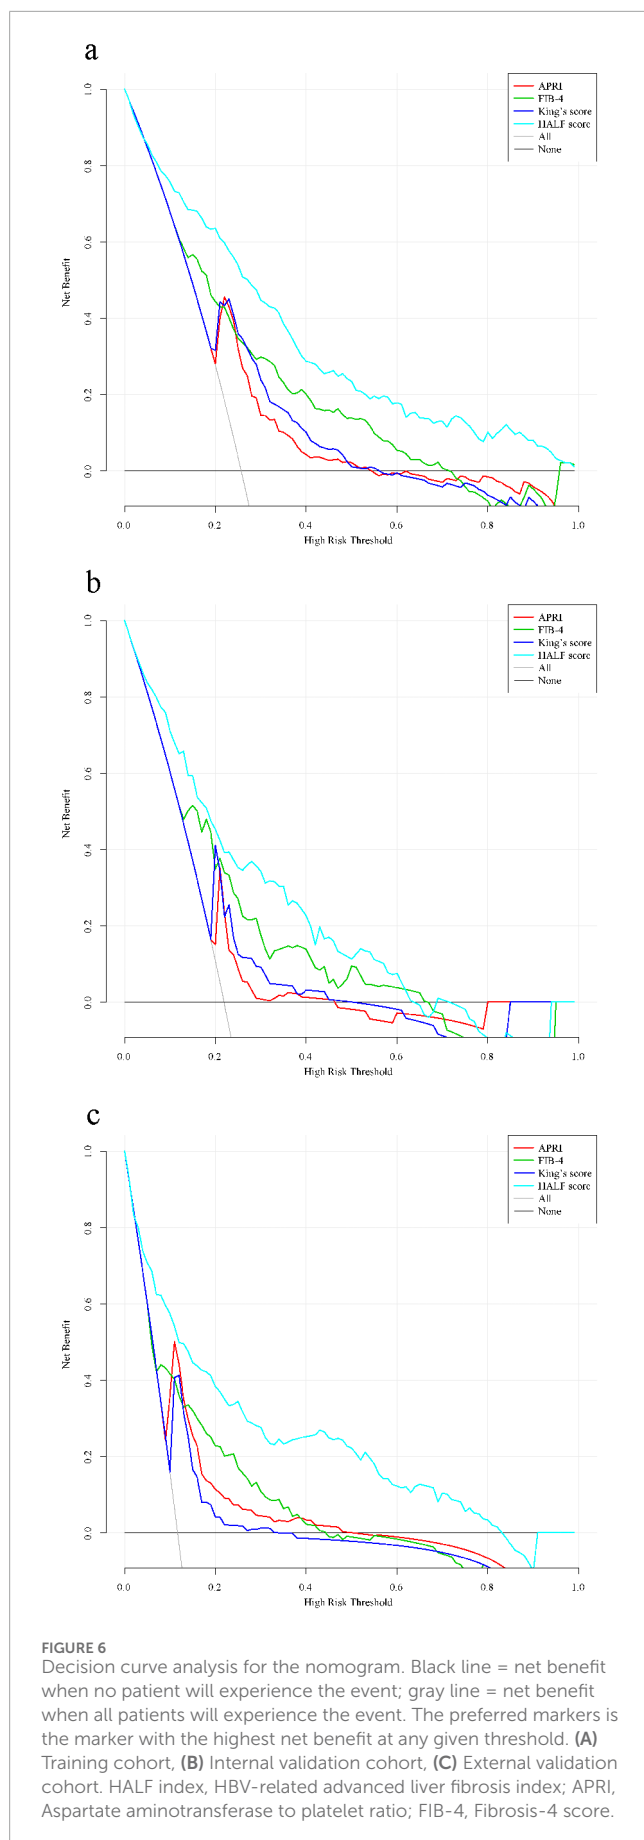 a
1.0
0.8
0.6
0.4
0.2
0.0
Net Benefit
APRI
FIB-4
King's score
HALF score
All
None
0.0 0.2 0.4 0.6 0.8 1.0
High Risk Threshold
b
1.0
0.8
0.6
0.4
0.2
0.0
Net Benefit
APRI
FIB-4
King's score
HALF score
All
None
0.0 0.2 0.4 0.6 0.8 1.0
High Risk Threshold
c
1.0
0.8
0.6
0.4
0.2
0.0
Net Benefit
APRI
FIB-4
King's score
HALF score
All
None
0.0 0.2 0.4 0.6 0.8 1.0
High Risk Threshold
FIGURE 6
Decision curve analysis for the nomogram. Black line = net benefit
when no patient will experience the event; gray line = net benefit
when all patients will experience the event. The preferred markers is
the marker with the highest net benefit at any given threshold. (A)
Training cohort, (B) Internal validation cohort, (C) External validation
cohort. HALF index, HBV-related advanced liver fibrosis index; APRI,
Aspartate aminotransferase to platelet ratio; FIB-4, Fibrosis-4 score.